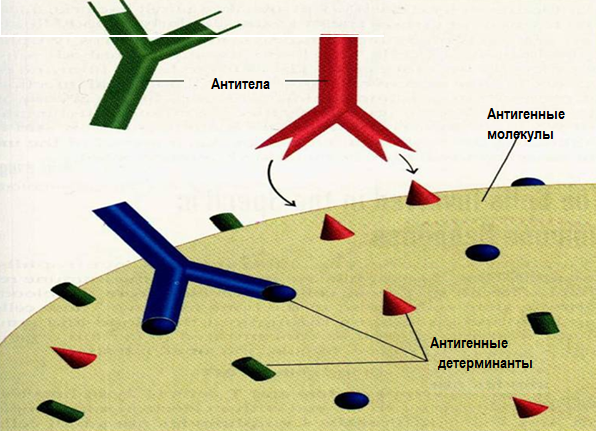 Антитела
Антигенные
молекулы
Антигенные
детерминанты